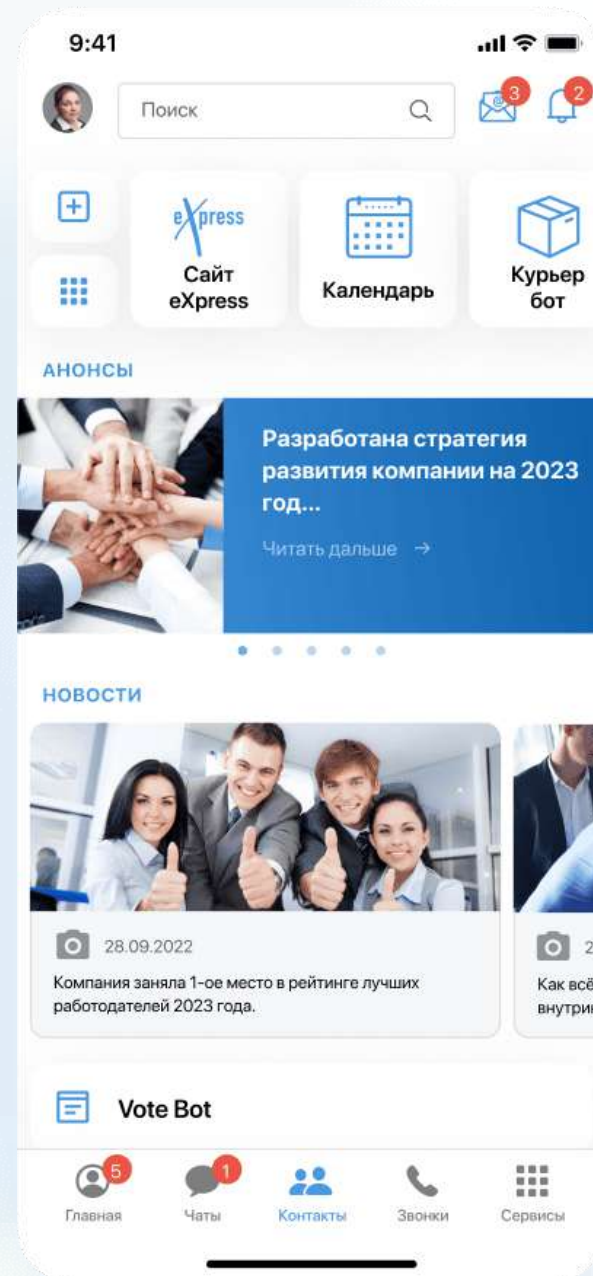 9:41
Поиск
3
2
eXpress
Сайт
eXpress
Календарь
Курьер
бот
АНОНСЫ
Разработана стратегия
развития компании на 2023
год...
Читать дальше →
НОВОСТИ
28.09.2022
Компания заняла 1-ое место в рейтинге лучших
работодателей 2023 года.
2
Как всё
Vote Bot
5
1
Главная
Чаты
Контакты
Звонки
Сервисы